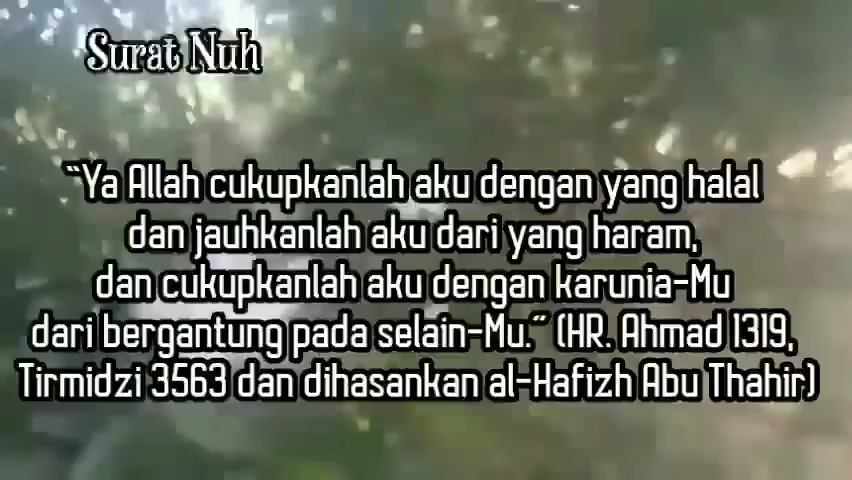 Surat Nuh
“Ya Allah cukupkanlah aku dengan yang halal
dan jauhkanlah aku dari yang haram,
dan cukupkanlah aku dengan karunia-Mu
dari bergantung pada selain-Mu.” (HR. Ahmad 1319,
Tirmidzi 3563 dan dihasankan al-Hafizh Abu Thahir)